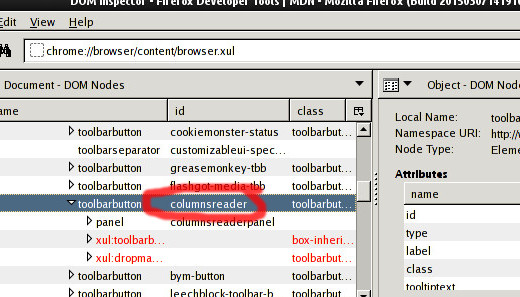 DOM Inspector - Firefox Developer Tools | MDN - Mozilla Firefox (Build 201503071419
Edit View Help
chrome://browser/content/browser.xul
Document - DOM Nodes
Object - DOM Node
name id class
toolbarbutton cookiemonster-status toolbarbut...
toolbarseparator customizableui-spec...
toolbarbutton greasemonkey-tbb toolbarbut...
toolbarbutton flashgot-media-tbb toolbarbut...
toolbarbutton columnsreader toolbarbut...
panel columnsreaderpanel
xul:toolbarb... box-inheri...
xul:dropma... toolbarbut...
toolbarbutton bym-button toolbarbut...
toolbarbutton leechblock-toolbar-b toolbarbut...
Local Name: toolba
Namespace URI: http://w
Node Type: Eleme
Attributes
name
id
type
label
class
tooltiptext